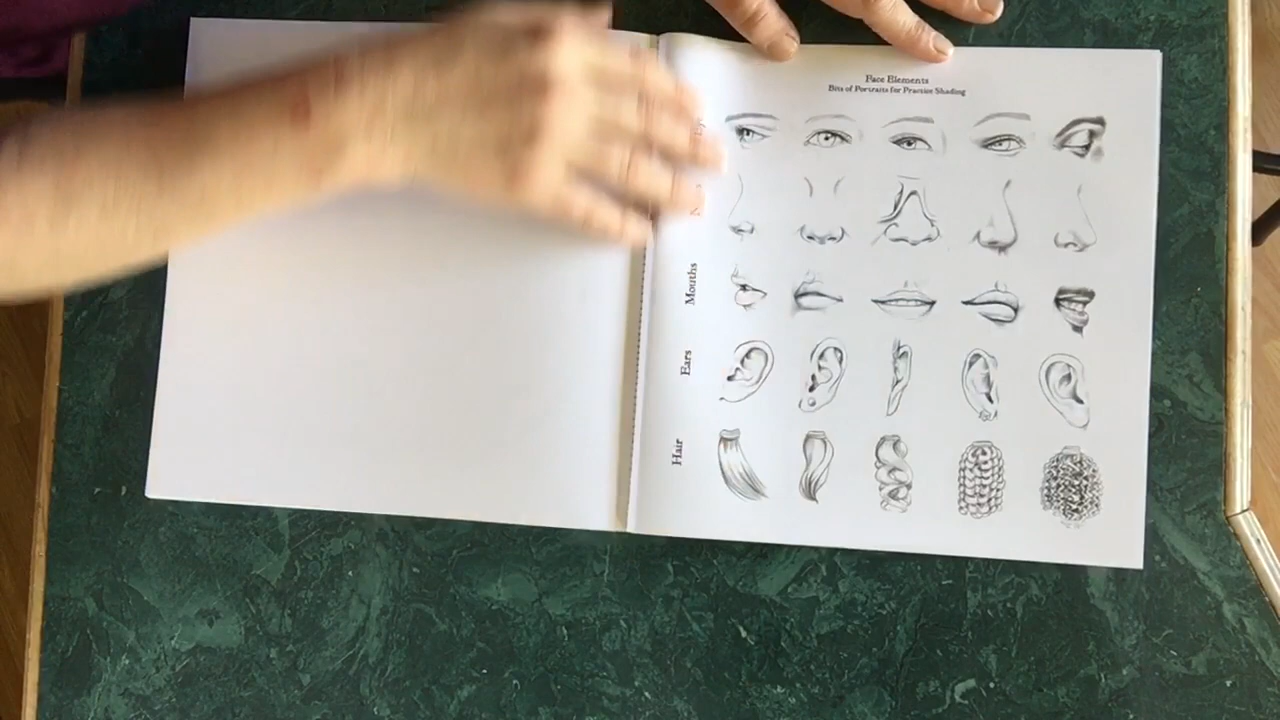 Face Elements
Bits of Portraits for Practice Shading
Mouths
Ears
Hair